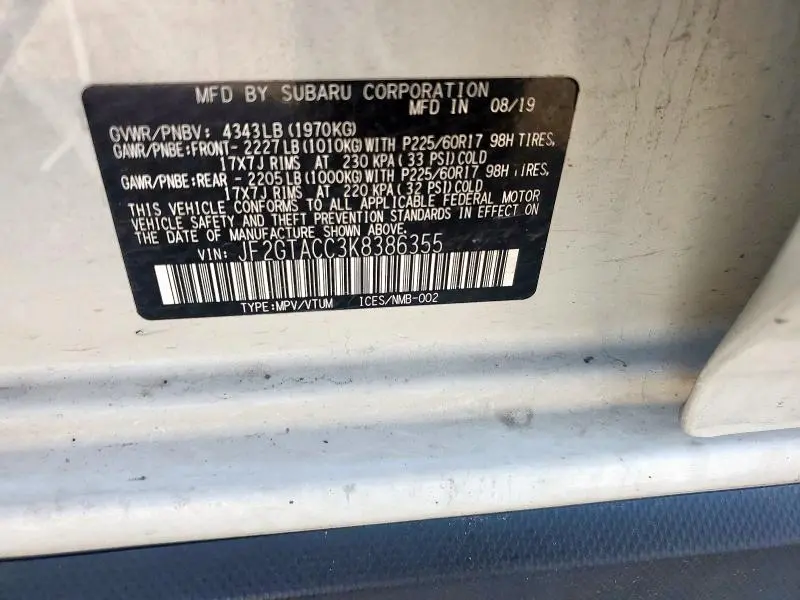 MFD BY SUBARU CORPORATION
MFD IN 08/19
GVWR/PNBV: 4343LB(1970KG)
GAWR/PNBE:FRONT- 2227LB(1010KG)WITH P225/60R17 98H TIRES,
17X7J RIMS AT 230 KPA(33 PSI)COLD
GAWR/PNBE:REAR - 2205LB(1000KG)WITH P225/60R17 98H TIRES,
17X7J RIMS AT 220 KPA(32 PSI)COLD
THIS VEHICLE CONFORMS TO ALL APPLICABLE FEDERAL MOTOR
VEHICLE SAFETY AND THEFT PREVENTION STANDARDS IN EFFECT ON
THE DATE OF MANUFACTURE SHOWN ABOVE.
VIN: JF2GTACC3K8386355
TYPE:MPV/VTUM ICES/NMB-002